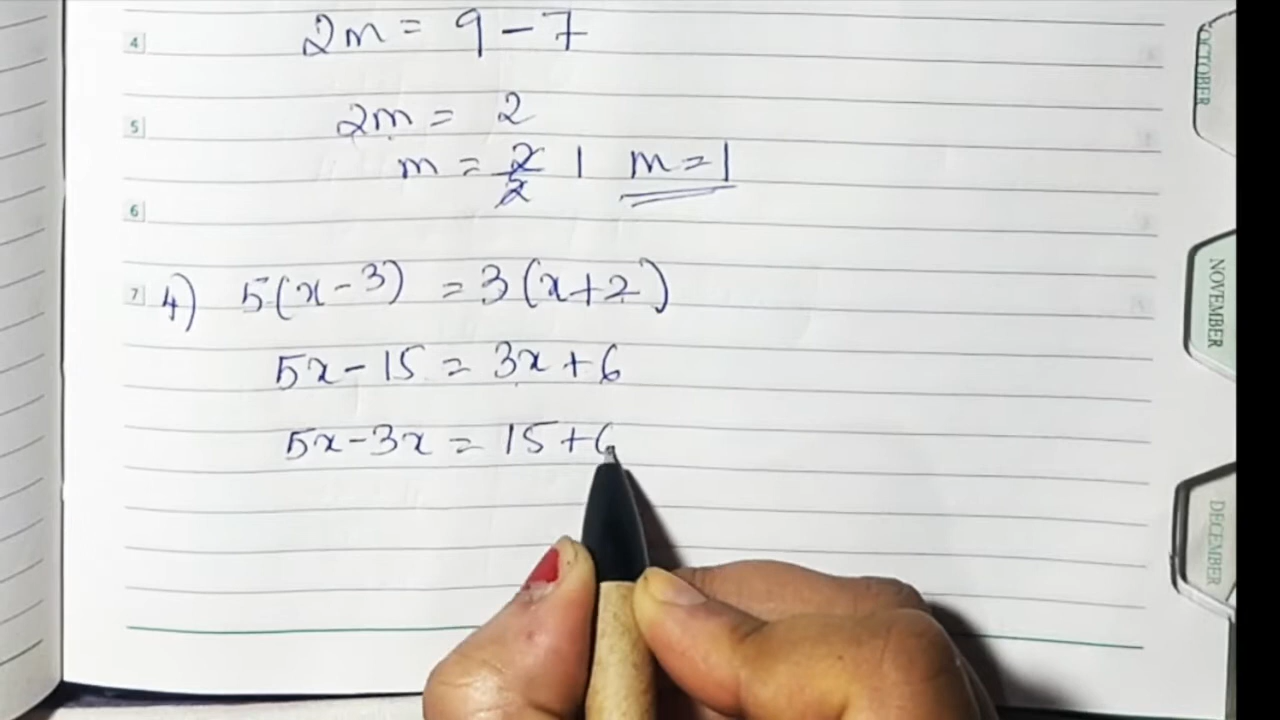 4 2m = 9 - 7
5 2m = 2
m = 2/2 1 m = 1
6
7 4) 5(x-3) = 3(x+2)
5x - 15 = 3x + 6
5x - 3x = 15 + 6
OCTOBER
NOVEMBER
DECEMBER